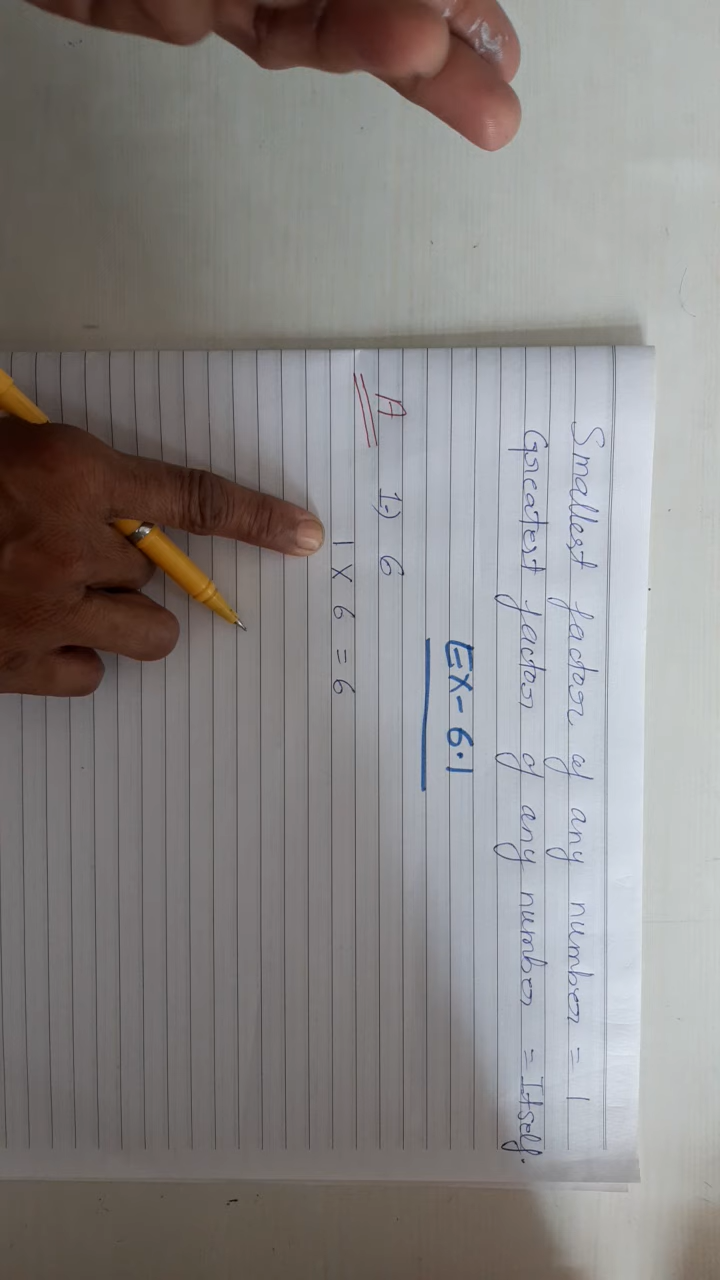 Smallest factor of any number = 1
Greatest factor of any number = Itself.
EX-6.1
A 1) 6
1 X 6 = 6